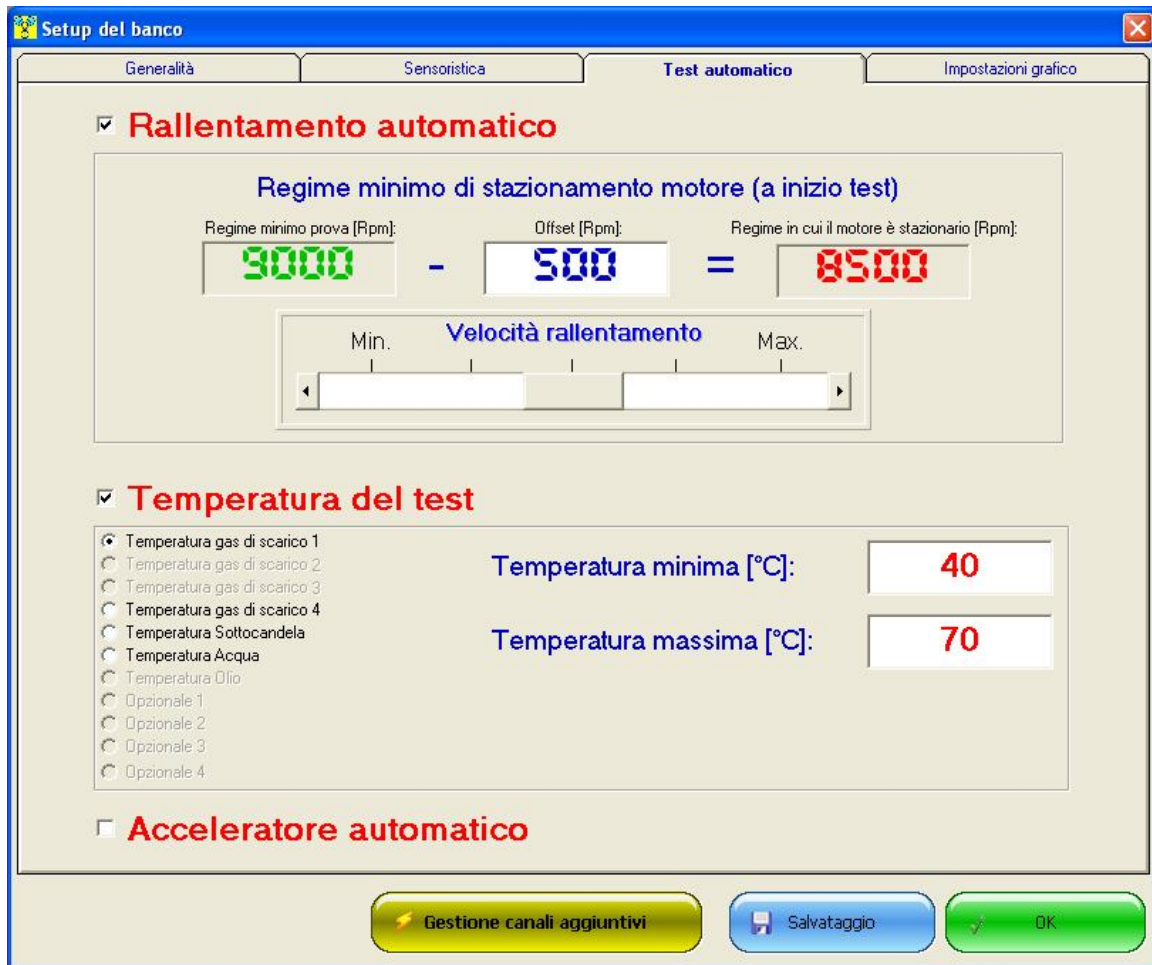 Setup del banco
Generalità Sensoristica Test automatico Impostazioni grafico
Rallentamento automatico
Regime minimo di stazionamento motore (a inizio test)
Regime minimo prova [Rpm]: Offset [Rpm]: Regime in cui il motore è stazionario [Rpm]:
9000 - 500 = 8500
Velocità rallentamento
Min. Max.
Temperatura del test
Temperatura gas di scarico 1
Temperatura gas di scarico 2
Temperatura gas di scarico 3
Temperatura gas di scarico 4
Temperatura Sottocandela
Temperatura Acqua
Temperatura Olio
Opzionale 1
Opzionale 2
Opzionale 3
Opzionale 4
Temperatura minima [°C]: 40
Temperatura massima [°C]: 70
Acceleratore automatico
Gestione canali aggiuntivi Salvataggio OK